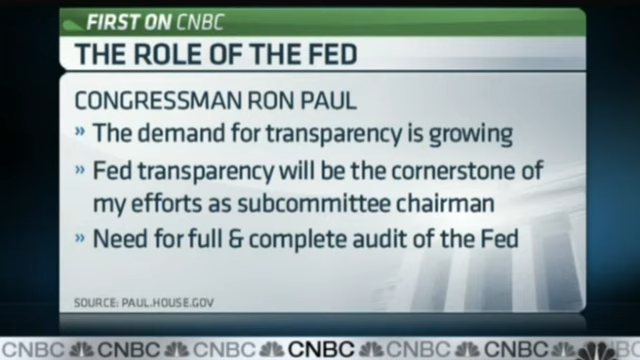 FIRST ON CNBC
THE ROLE OF THE FED
CONGRESSMAN RON PAUL
» The demand for transparency is growing
» Fed transparency will be the cornerstone of
my efforts as subcommittee chairman
» Need for full & complete audit of the Fed
SOURCE: PAUL.HOUSE.GOV
CNBC CNBC CNBC CNBC CNBC CNBC CNBC